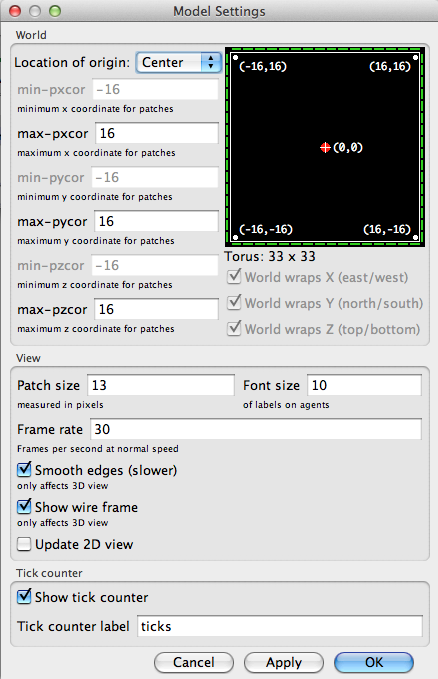 Model Settings
World
Location of origin: Center
min-pxcor -16
minimum x coordinate for patches
max-pxcor 16
maximum x coordinate for patches
min-pycor -16
minimum y coordinate for patches
max-pycor 16
maximum y coordinate for patches
min-pzcor -16
minimum z coordinate for patches
max-pzcor 16
maximum z coordinate for patches
(-16,16) (16,16)
(0,0)
(-16,-16) (16,-16)
Torus: 33 x 33
World wraps X (east/west)
World wraps Y (north/south)
World wraps Z (top/bottom)
View
Patch size 13 Font size 10
measured in pixels of labels on agents
Frame rate 30
Frames per second at normal speed
Smooth edges (slower)
only affects 3D view
Show wire frame
only affects 3D view
Update 2D view
Tick counter
Show tick counter
Tick counter label ticks
Cancel Apply OK